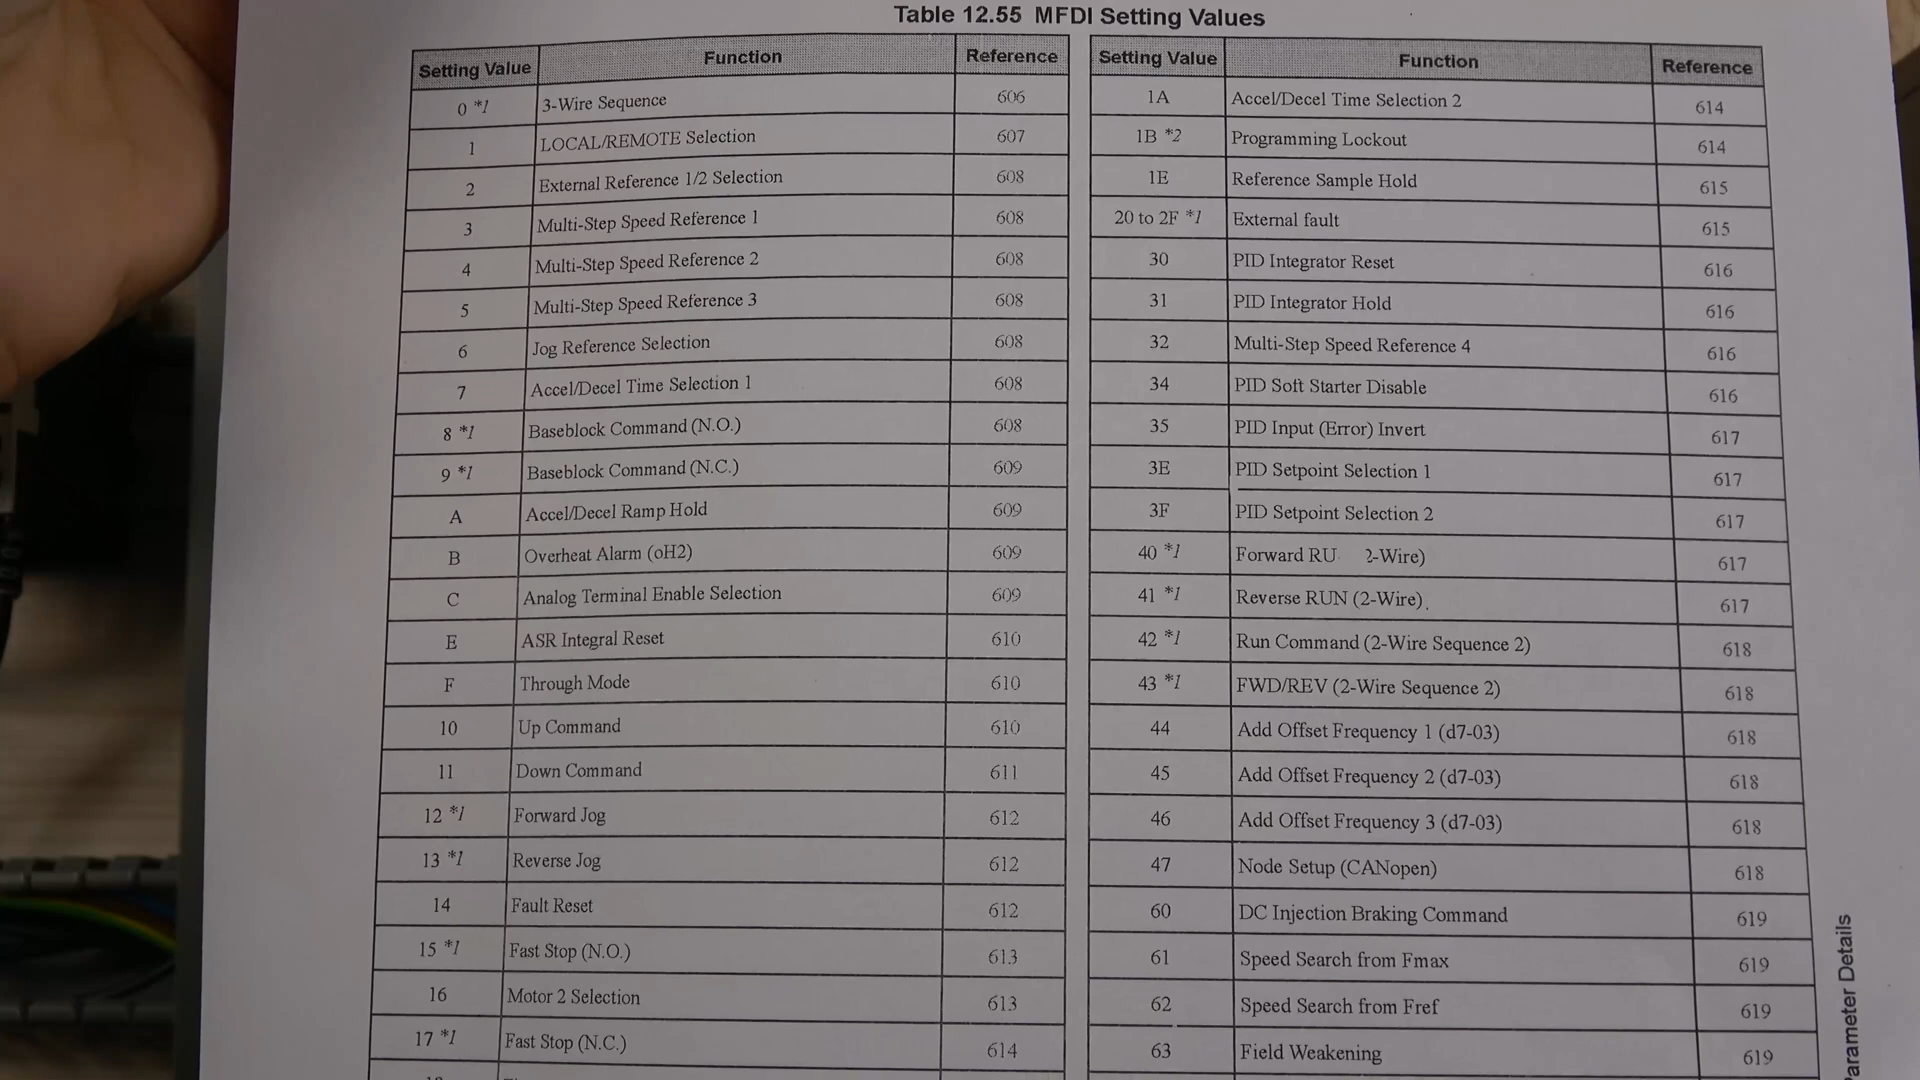 Table 12.55 MFDI Setting Values
Setting Value Function Reference
0 *1 3-Wire Sequence 606
1 LOCAL/REMOTE Selection 607
2 External Reference 1/2 Selection 608
3 Multi-Step Speed Reference 1 608
4 Multi-Step Speed Reference 2 608
5 Multi-Step Speed Reference 3 608
6 Jog Reference Selection 608
7 Accel/Decel Time Selection 1 608
8 *1 Baseblock Command (N.O.) 608
9 *1 Baseblock Command (N.C.) 609
A Accel/Decel Ramp Hold 609
B Overheat Alarm (oH2) 609
C Analog Terminal Enable Selection 609
E ASR Integral Reset 610
F Through Mode 610
10 Up Command 610
11 Down Command 611
12 *1 Forward Jog 612
13 *1 Reverse Jog 612
14 Fault Reset 612
15 *1 Fast Stop (N.O.) 613
16 Motor 2 Selection 613
17 *1 Fast Stop (N.C.) 614
Setting Value Function Reference
1A Accel/Decel Time Selection 2 614
1B *2 Programming Lockout 614
1E Reference Sample Hold 615
20 to 2F *1 External fault 615
30 PID Integrator Reset 616
31 PID Integrator Hold 616
32 Multi-Step Speed Reference 4 616
34 PID Soft Starter Disable 616
35 PID Input (Error) Invert 617
3E PID Setpoint Selection 1 617
3F PID Setpoint Selection 2 617
40 *1 Forward RU 2-Wire) 617
41 *1 Reverse RUN (2-Wire) 617
42 *1 Run Command (2-Wire Sequence 2) 618
43 *1 FWD/REV (2-Wire Sequence 2) 618
44 Add Offset Frequency 1 (d7-03) 618
45 Add Offset Frequency 2 (d7-03) 618
46 Add Offset Frequency 3 (d7-03) 618
47 Node Setup (CANopen) 618
60 DC Injection Braking Command 619
61 Speed Search from Fmax 619
62 Speed Search from Fref 619
63 Field Weakening 619
arameter Details